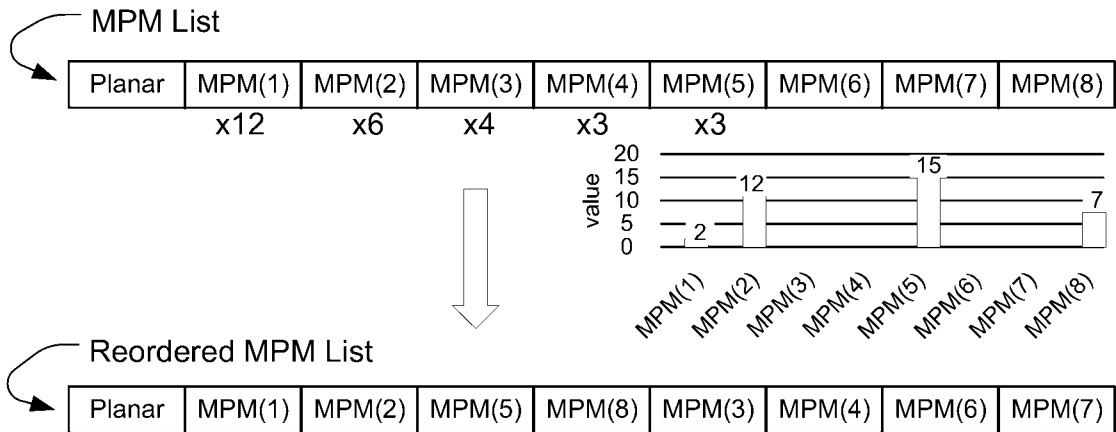 MPM List
Planar MPM(1) MPM(2) MPM(3) MPM(4) MPM(5) MPM(6) MPM(7) MPM(8)
x12 x6 x4 x3 x3
value
20
15
10
5
0
2 12 15 7
MPM(1) MPM(2) MPM(3) MPM(4) MPM(5) MPM(6) MPM(7) MPM(8)
Reordered MPM List
Planar MPM(1) MPM(2) MPM(5) MPM(8) MPM(3) MPM(4) MPM(6) MPM(7)